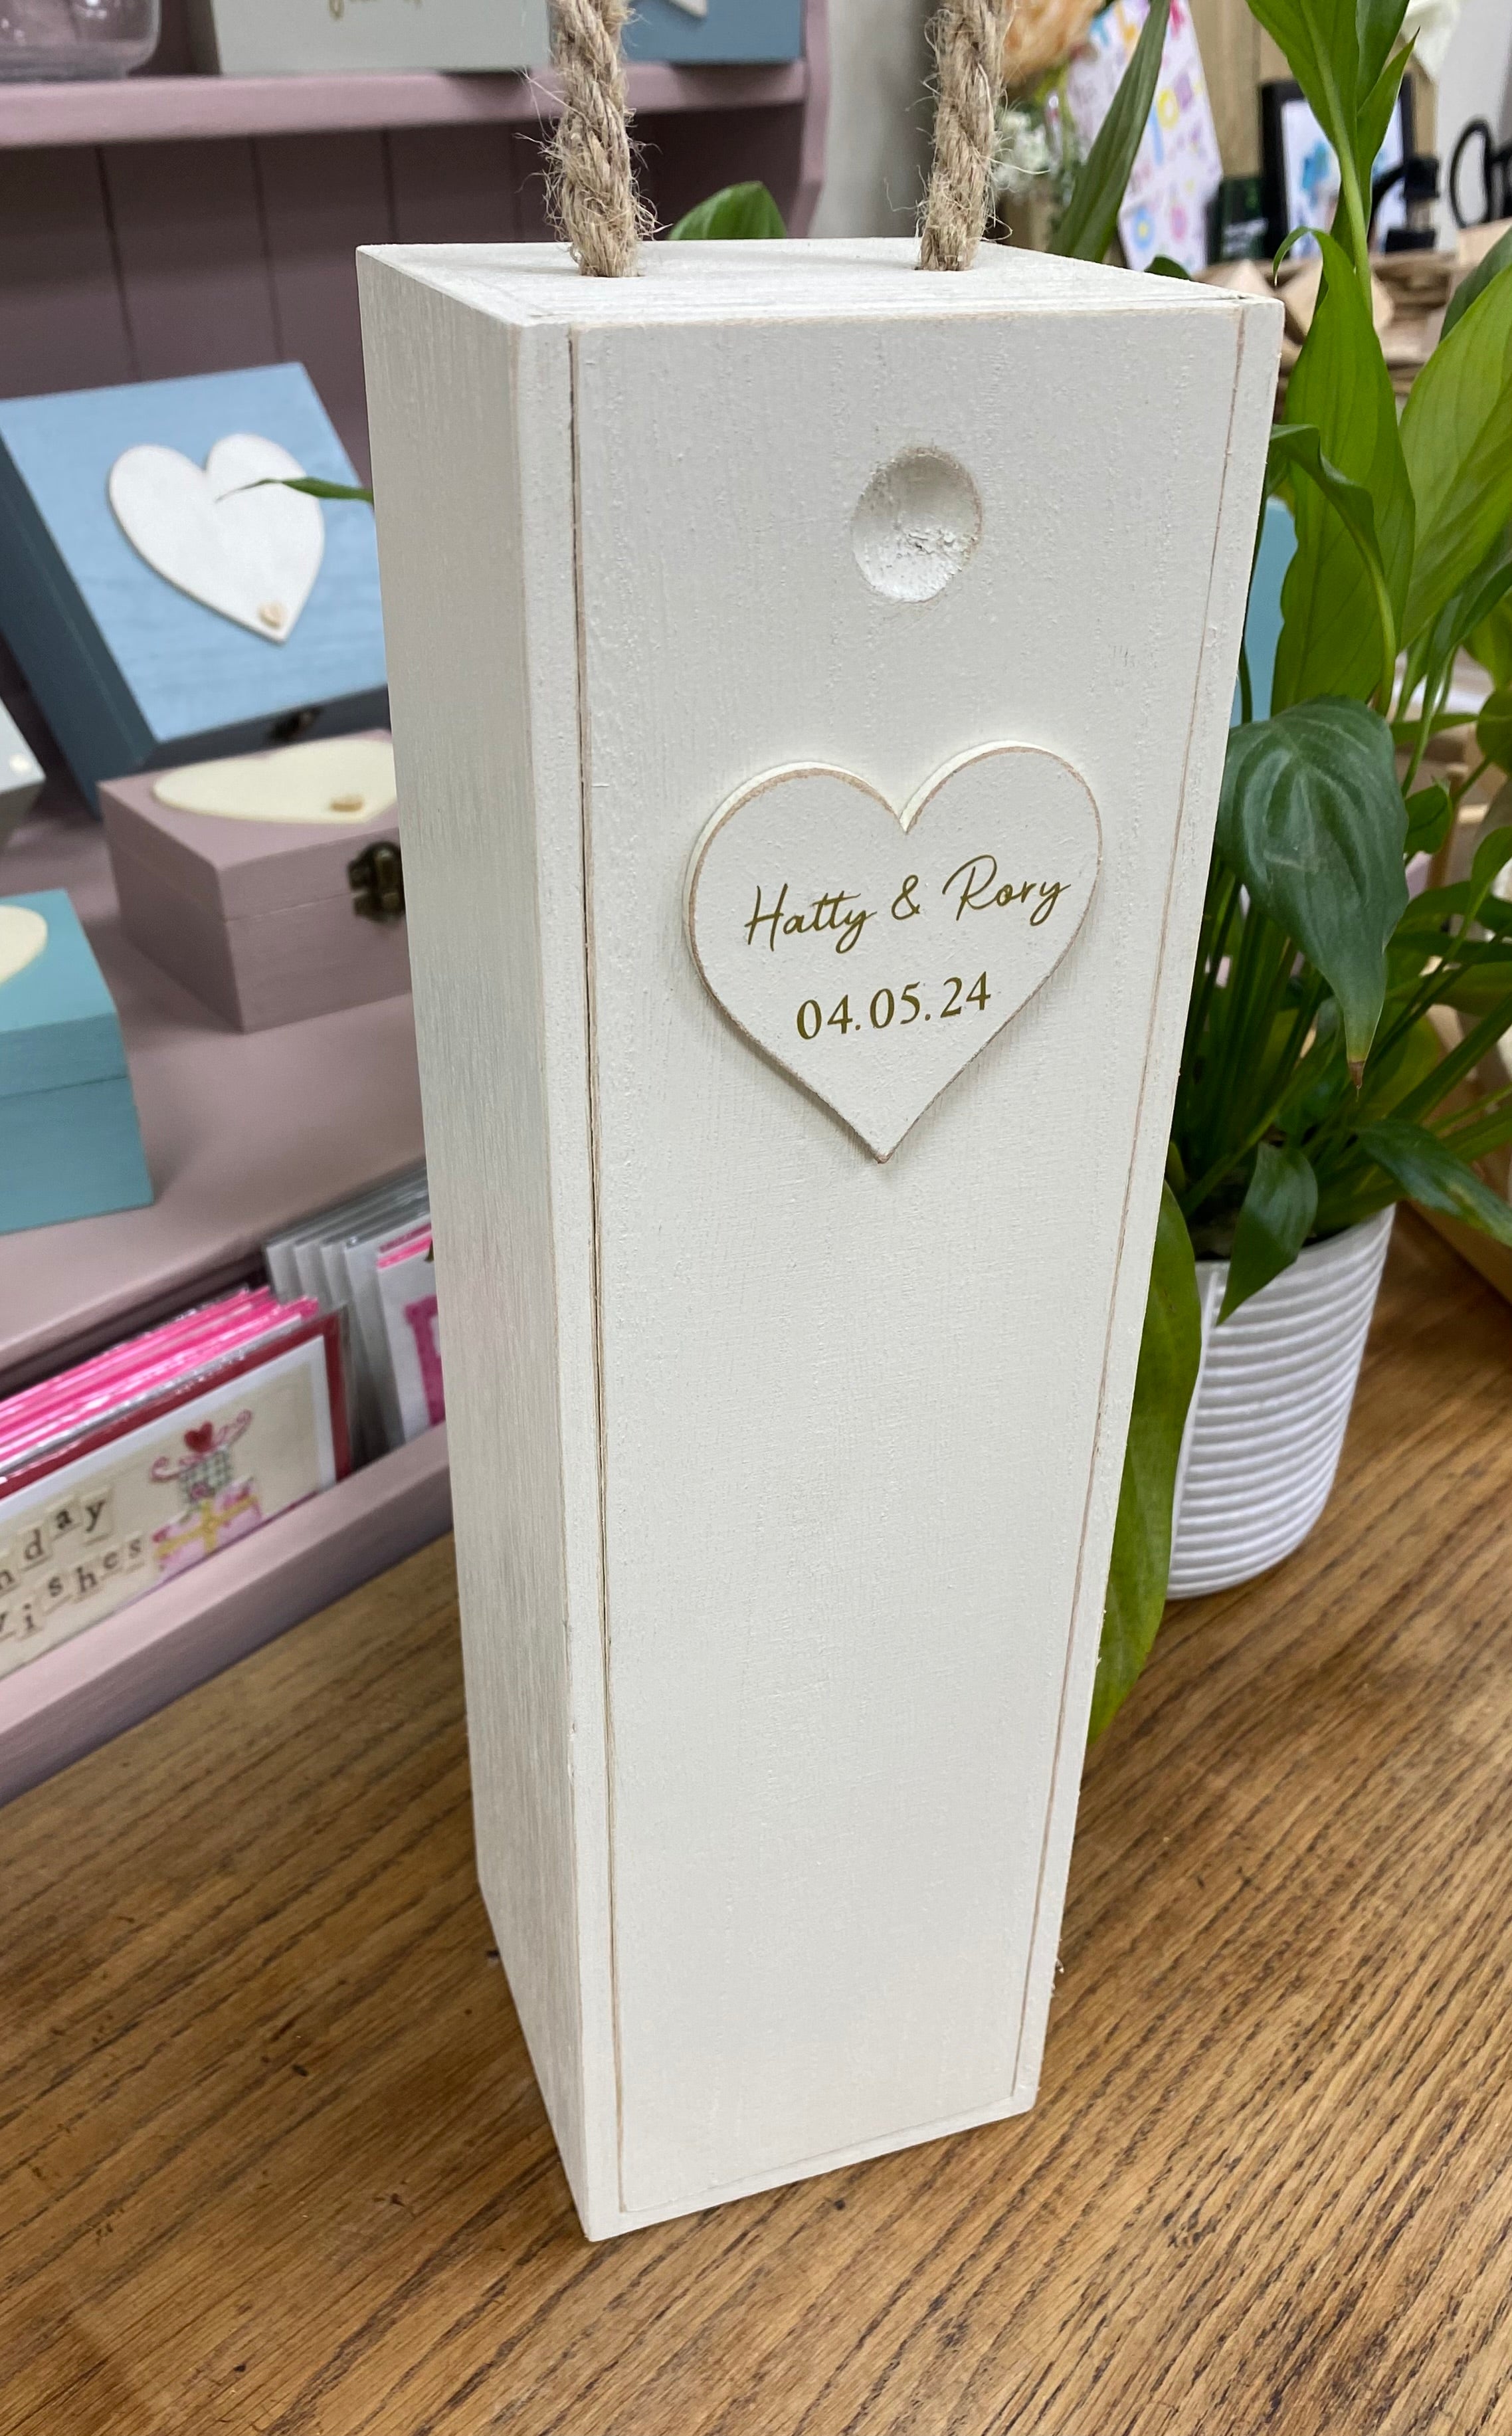 Hatty & Rory
04.05.24
day
ishes